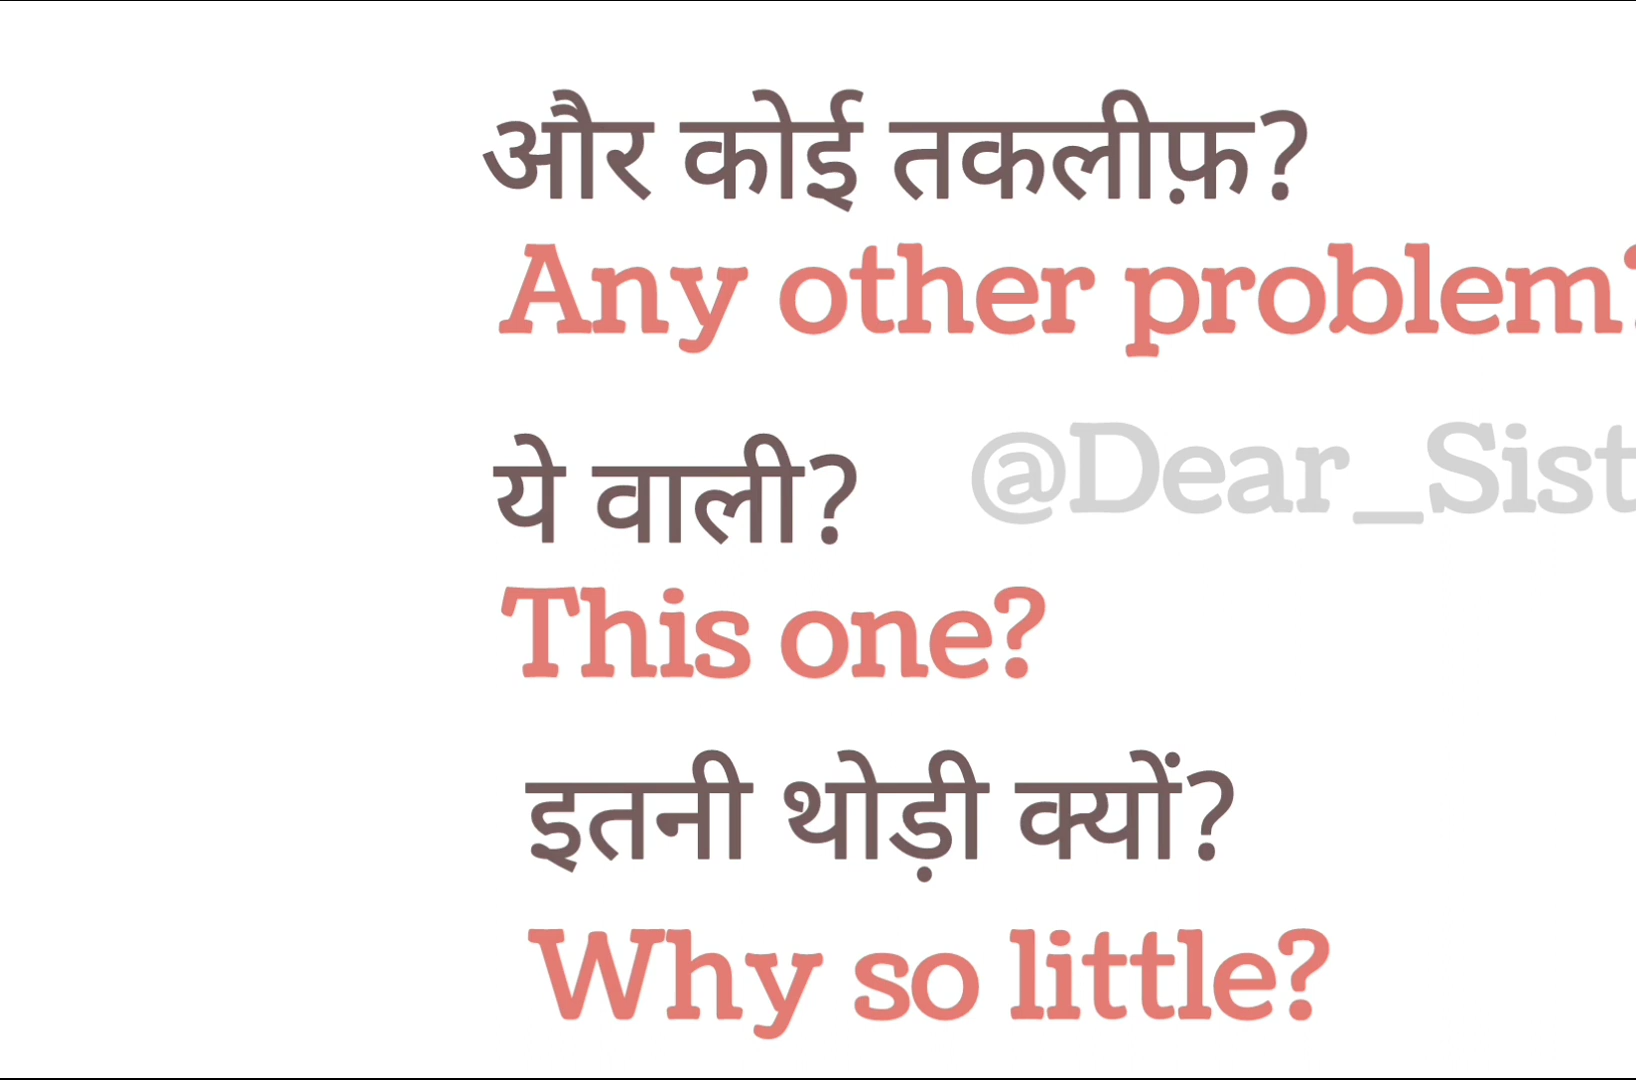 और कोई तकलीफ़?
Any other problem?
ये वाली?
@Dear_Sist
This one?
इतनी थोड़ी क्यों?
Why so little?